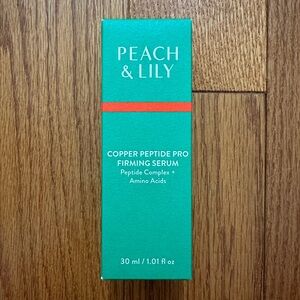 PEACH
& LILY
COPPER PEPTIDE PRO
FIRMING SERUM
Peptide Complex +
Amino Acids
30 ml / 1.01 fl oz